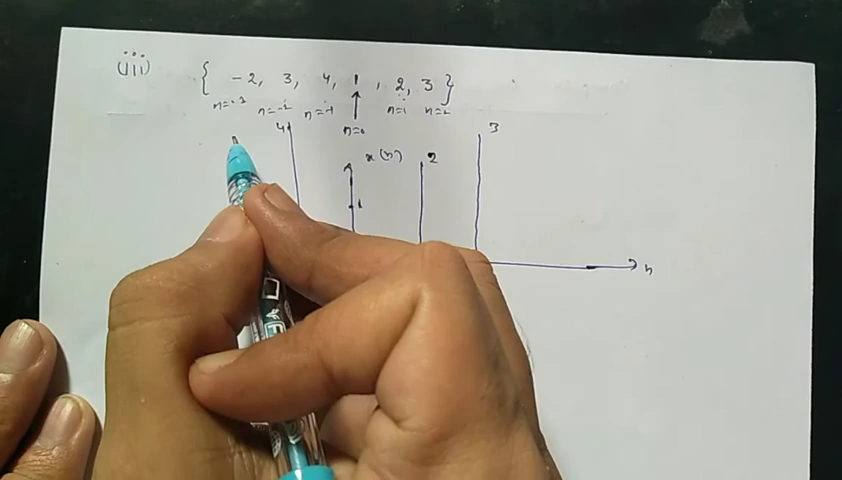 (iii) { -2, 3, 4, 1, 2, 3 }
n=-3 n=-2 n=-1 n=0 n=1 n=2
4 x(n) 2 3
1
n